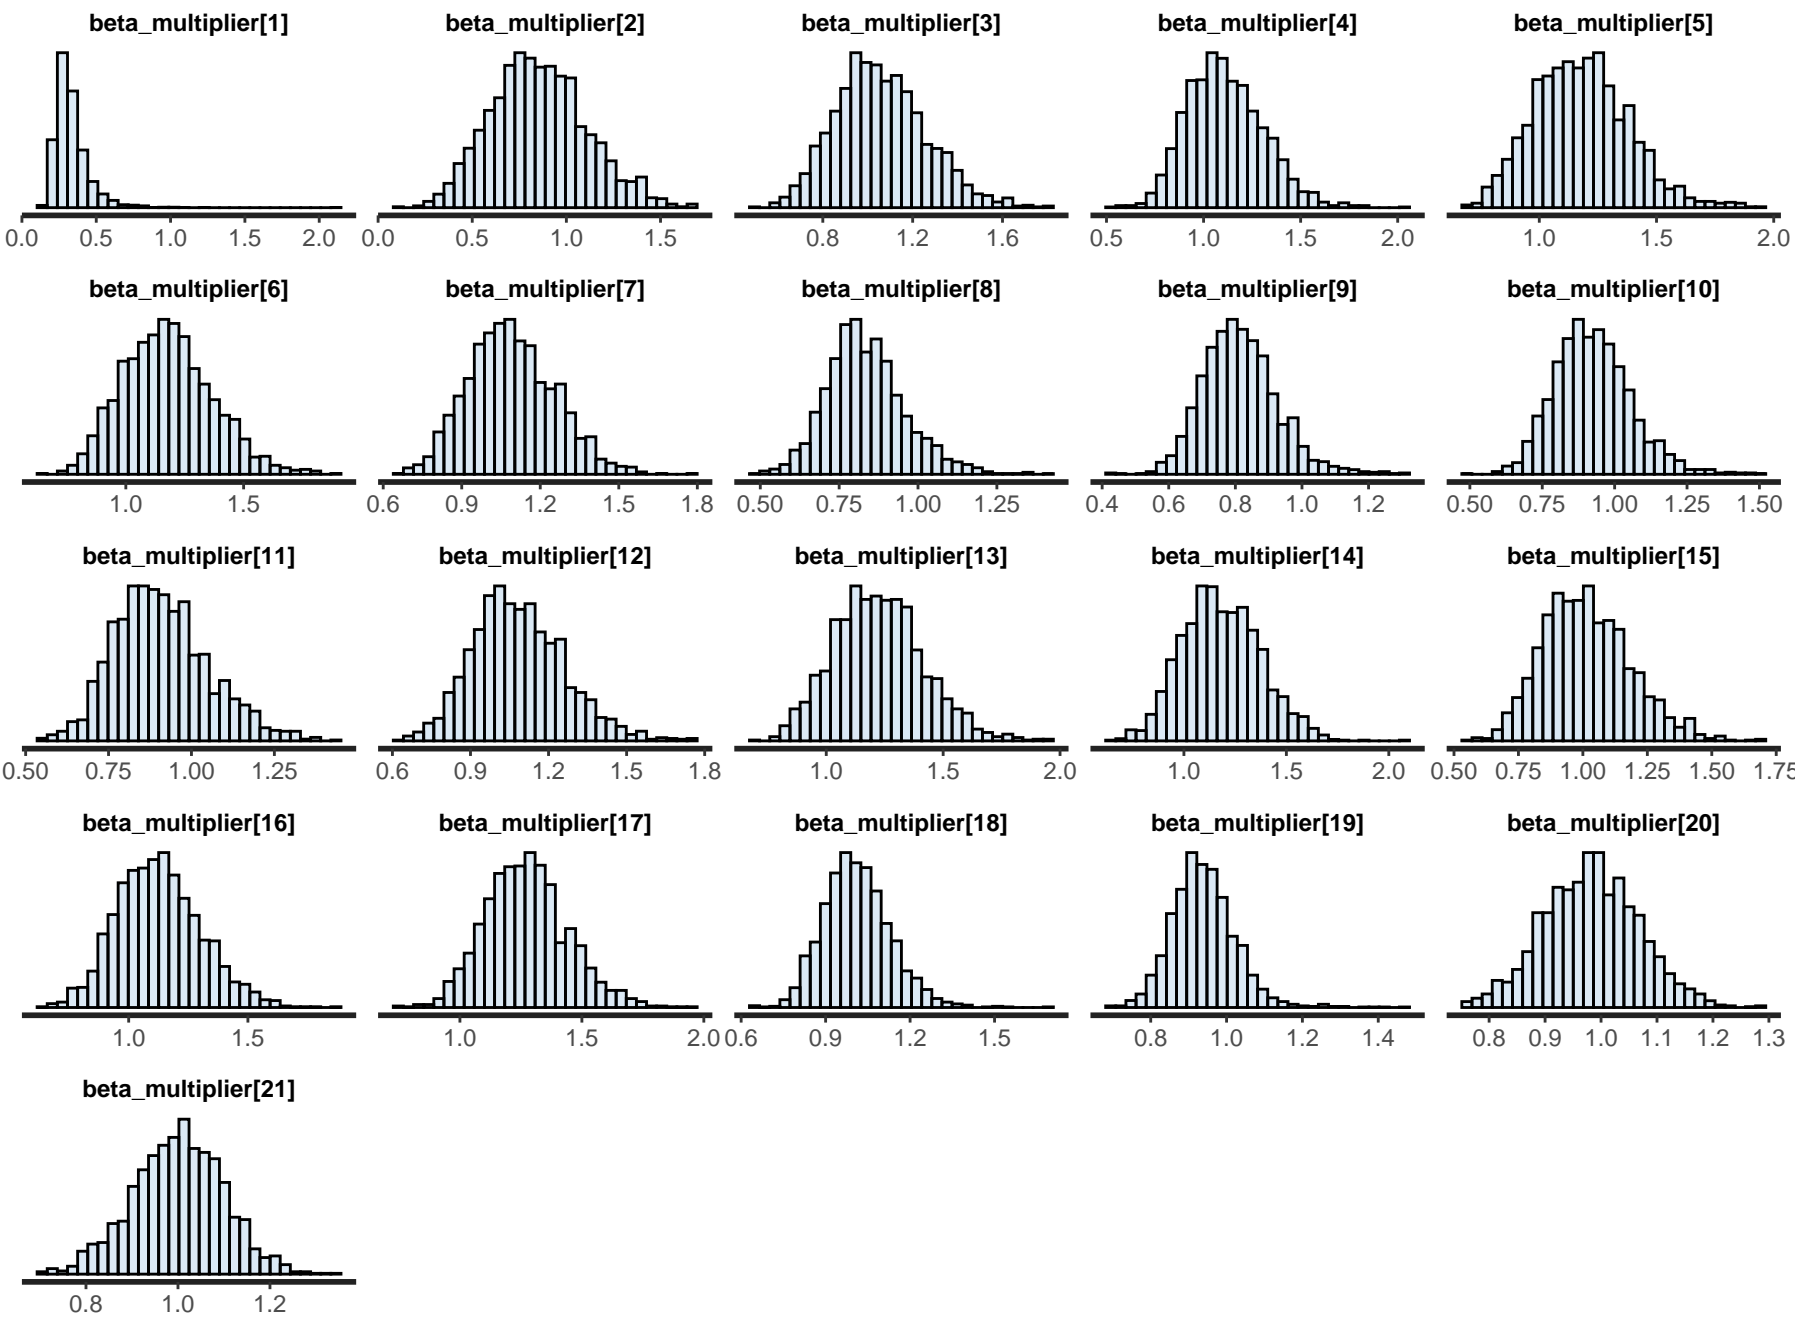 beta_multiplier[1] beta_multiplier[2] beta_multiplier[3] beta_multiplier[4] beta_multiplier[5]
0.0 0.5 1.0 1.5 2.0 0.0 0.5 1.0 1.5 0.8 1.2 1.6 0.5 1.0 1.5 2.0 1.0 1.5 2.0
beta_multiplier[6] beta_multiplier[7] beta_multiplier[8] beta_multiplier[9] beta_multiplier[10]
1.0 1.5 0.6 0.9 1.2 1.5 1.8 0.50 0.75 1.00 1.25 0.4 0.6 0.8 1.0 1.2 0.50 0.75 1.00 1.25 1.50
beta_multiplier[11] beta_multiplier[12] beta_multiplier[13] beta_multiplier[14] beta_multiplier[15]
0.50 0.75 1.00 1.25 0.6 0.9 1.2 1.5 1.8 1.0 1.5 2.0 1.0 1.5 2.0 0.50 0.75 1.00 1.25 1.50 1.75
beta_multiplier[16] beta_multiplier[17] beta_multiplier[18] beta_multiplier[19] beta_multiplier[20]
1.0 1.5 1.0 1.5 2.0 0.6 0.9 1.2 1.5 0.8 1.0 1.2 1.4 0.8 0.9 1.0 1.1 1.2 1.3
beta_multiplier[21]
0.8 1.0 1.2